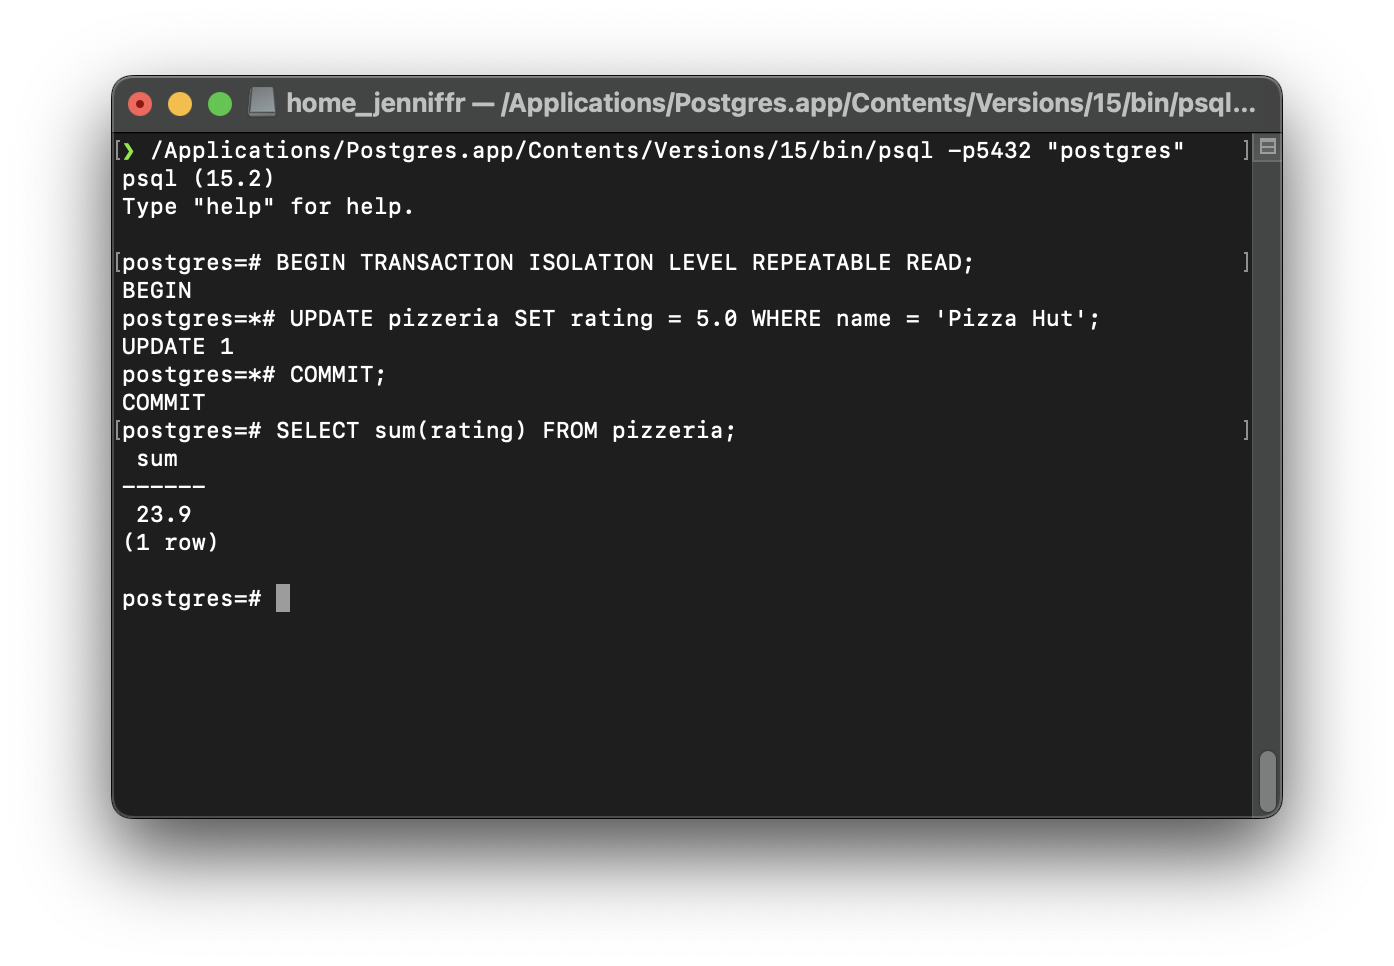 home_jenniffr — /Applications/Postgres.app/Contents/Versions/15/bin/psql...
[❯ /Applications/Postgres.app/Contents/Versions/15/bin/psql -p5432 "postgres" ]
psql (15.2)
Type "help" for help.
[postgres=# BEGIN TRANSACTION ISOLATION LEVEL REPEATABLE READ; ]
BEGIN
postgres=*# UPDATE pizzeria SET rating = 5.0 WHERE name = 'Pizza Hut';
UPDATE 1
postgres=*# COMMIT;
COMMIT
[postgres=# SELECT sum(rating) FROM pizzeria; ]
sum
------
23.9
(1 row)
postgres=#